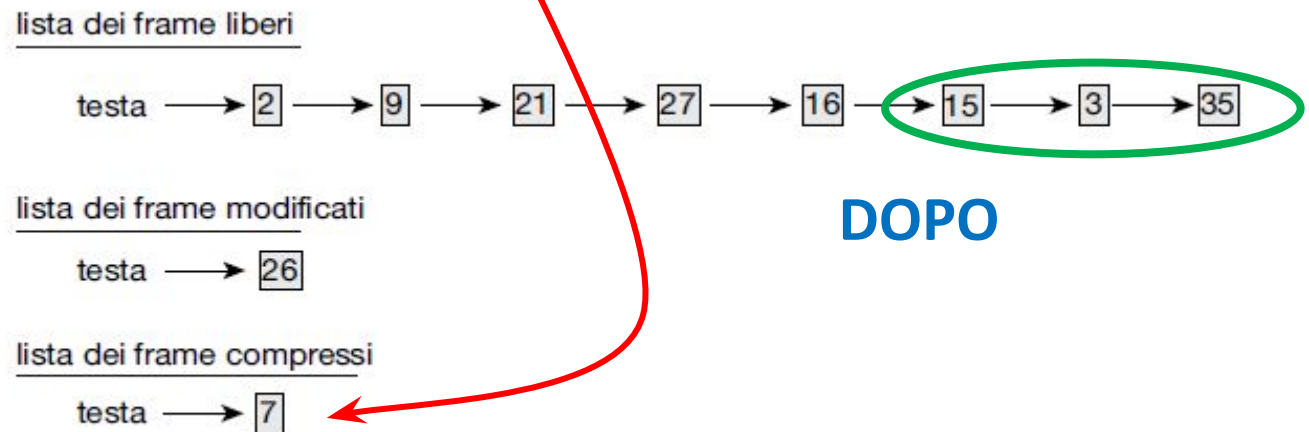 lista dei frame liberi
testa 2 9 21 27 16 15 3 35
lista dei frame modificati
DOPO
testa 26
lista dei frame compressi
testa 7